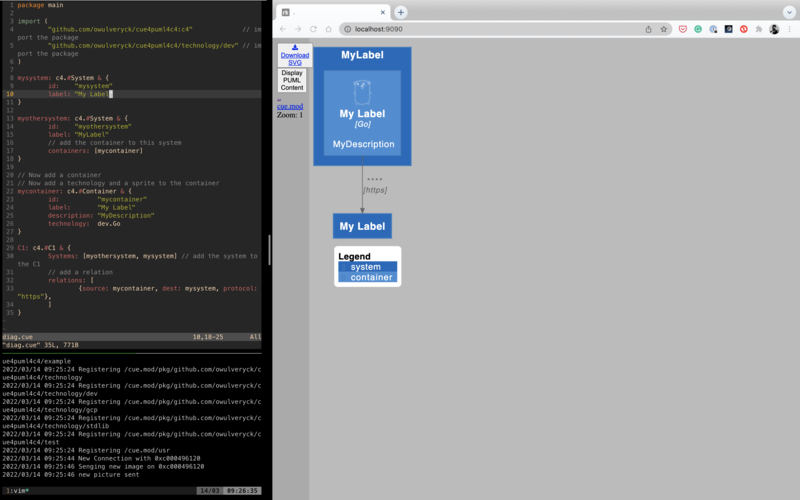 1 package main
3 import (
4 "github.com/owulveryck/cue4puml4c4:c4" // im
port the package
5 "github.com/owulveryck/cue4puml4c4/technology/dev" // im
port the package
6 )
8 mysystem: c4.#System & {
9 id: "mysystem"
10 label: "My Label"
11 }
13 myothersystem: c4.#System & {
14 id: "myothersystem"
15 label: "MyLabel"
16 // add the container to this system
17 containers: [mycontainer]
18 }
20 // Now add a container
21 // Now add a technology and a sprite to the container
22 mycontainer: c4.#Container & {
23 id: "mycontainer"
24 label: "My Label"
25 description: "MyDescription"
26 technology: dev.Go
27 }
29 C1: c4.#C1 & {
30 Systems: [myothersystem, mysystem] // add the system to
the C1
31 // add a relation
32 relations: [
33 {source: mycontainer, dest: mysystem, protocol:
"https"},
34 ]
35 }
~
~
diag.cue 10,18-25 All
"diag.cue" 35L, 771B
ue4puml4c4/example
2022/03/14 09:25:24 Registering /cue.mod/pkg/github.com/owulveryck/c
ue4puml4c4/technology
2022/03/14 09:25:24 Registering /cue.mod/pkg/github.com/owulveryck/c
ue4puml4c4/technology/dev
2022/03/14 09:25:24 Registering /cue.mod/pkg/github.com/owulveryck/c
ue4puml4c4/technology/gcp
2022/03/14 09:25:24 Registering /cue.mod/pkg/github.com/owulveryck/c
ue4puml4c4/technology/stdlib
2022/03/14 09:25:24 Registering /cue.mod/pkg/github.com/owulveryck/c
ue4puml4c4/test
2022/03/14 09:25:24 Registering /cue.mod/usr
2022/03/14 09:25:44 New Connection with 0xc000496120
2022/03/14 09:25:46 Senging new image on 0xc000496120
2022/03/14 09:25:46 new picture sent
1:vim* 14/03 09:26:35
localhost:9090
Download
SVG
Display
PUML
Content
..
cue.mod
Zoom: 1
MyLabel
My Label
[Go]
MyDescription
****
[https]
My Label
Legend
system
container